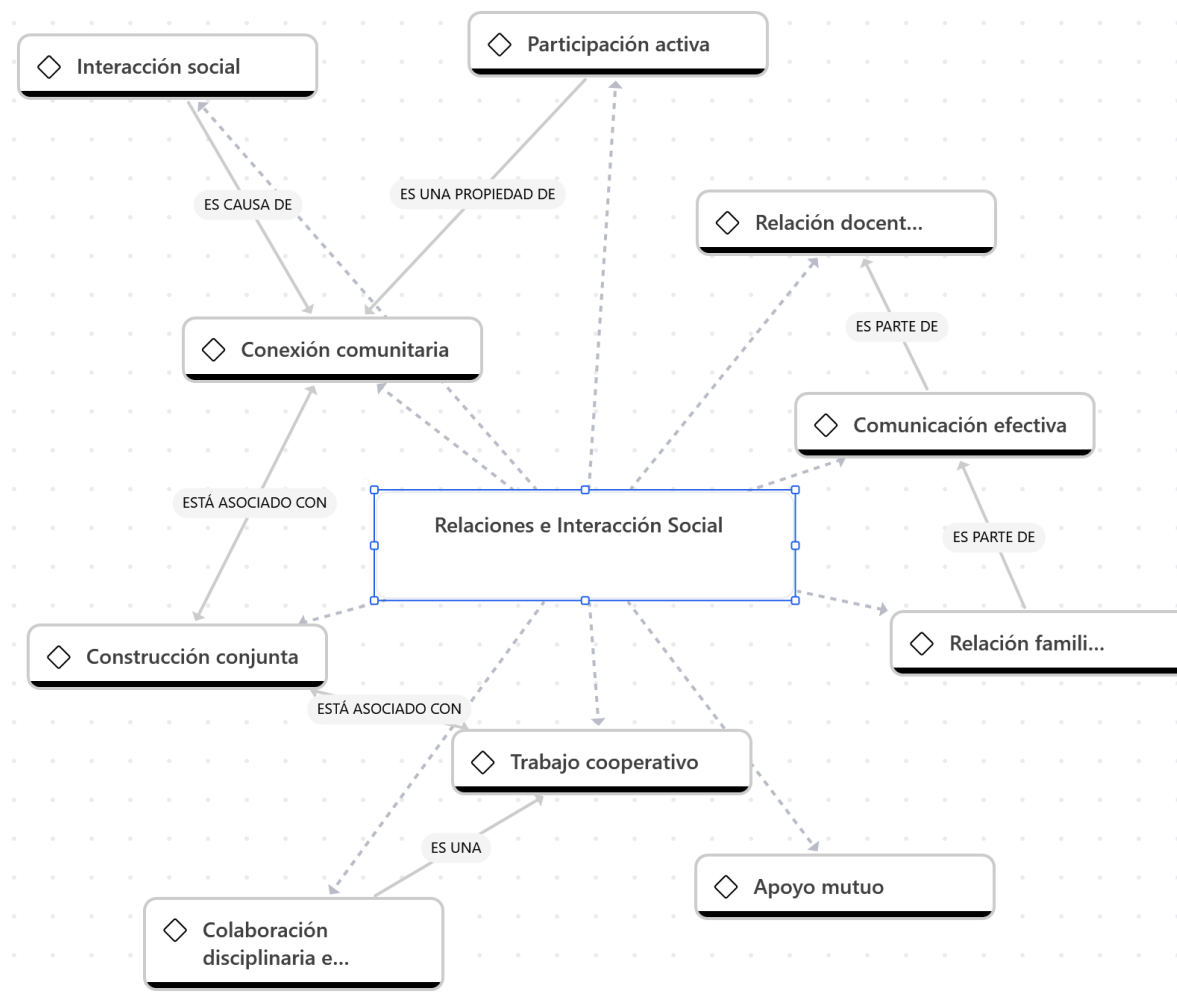 Participación activa
Interacción social
ES CAUSA DE
ES UNA PROPIEDAD DE
Relación docent...
ES PARTE DE
Conexión comunitaria
Comunicación efectiva
ESTÁ ASOCIADO CON
Relaciones e Interacción Social
ES PARTE DE
Construcción conjunta
Relación famili...
ESTÁ ASOCIADO CON
Trabajo cooperativo
ES UNA
Apoyo mutuo
Colaboración
disciplinaria e...